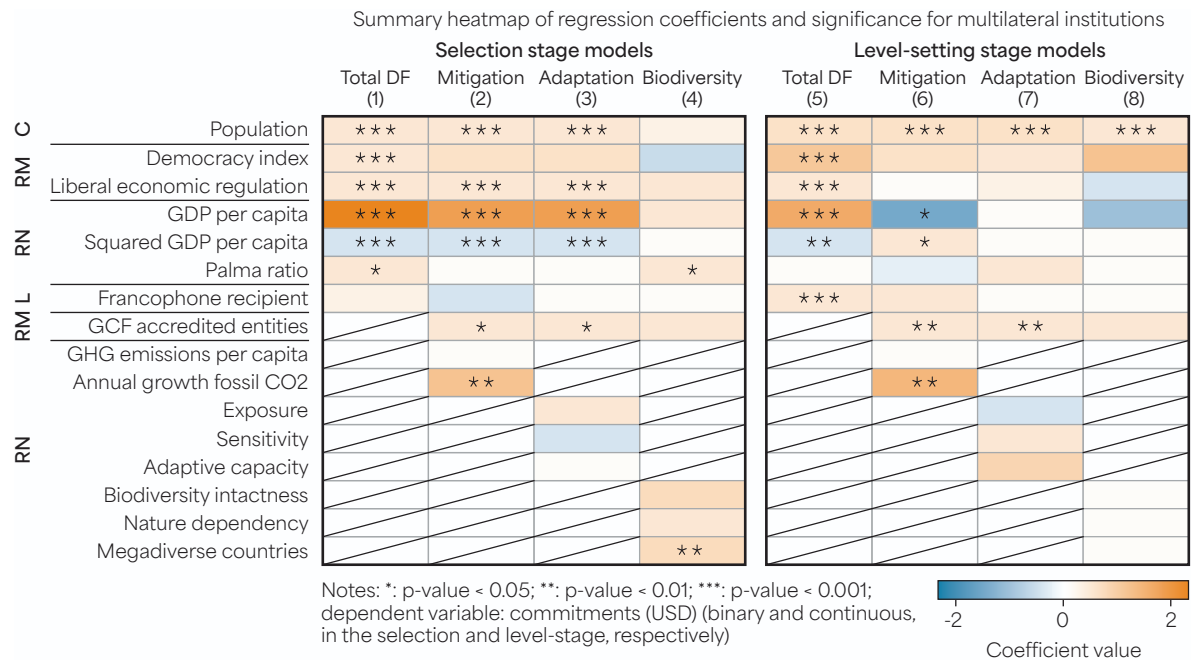 Summary heatmap of regression coefficients and significance for multilateral institutions
Selection stage models
Level-setting stage models
Total DF Mitigation Adaptation Biodiversity
(1) (2) (3) (4)
Total DF Mitigation Adaptation Biodiversity
(5) (6) (7) (8)
C
Population *** *** *** *** *** *** ***
RM
Democracy index *** ***
Liberal economic regulation *** *** *** ***
RN
GDP per capita *** *** *** *** *
Squared GDP per capita *** *** *** ** *
Palma ratio * *
RM L
Francophone recipient ***
GCF accredited entities * * ** **
RN
GHG emissions per capita
Annual growth fossil CO2 ** **
Exposure
Sensitivity
Adaptive capacity
Biodiversity intactness
Nature dependency
Megadiverse countries **
Notes: *: p-value < 0.05; **: p-value < 0.01; ***: p-value < 0.001;
dependent variable: commitments (USD) (binary and continuous,
in the selection and level-stage, respectively)
-2 0 2
Coefficient value